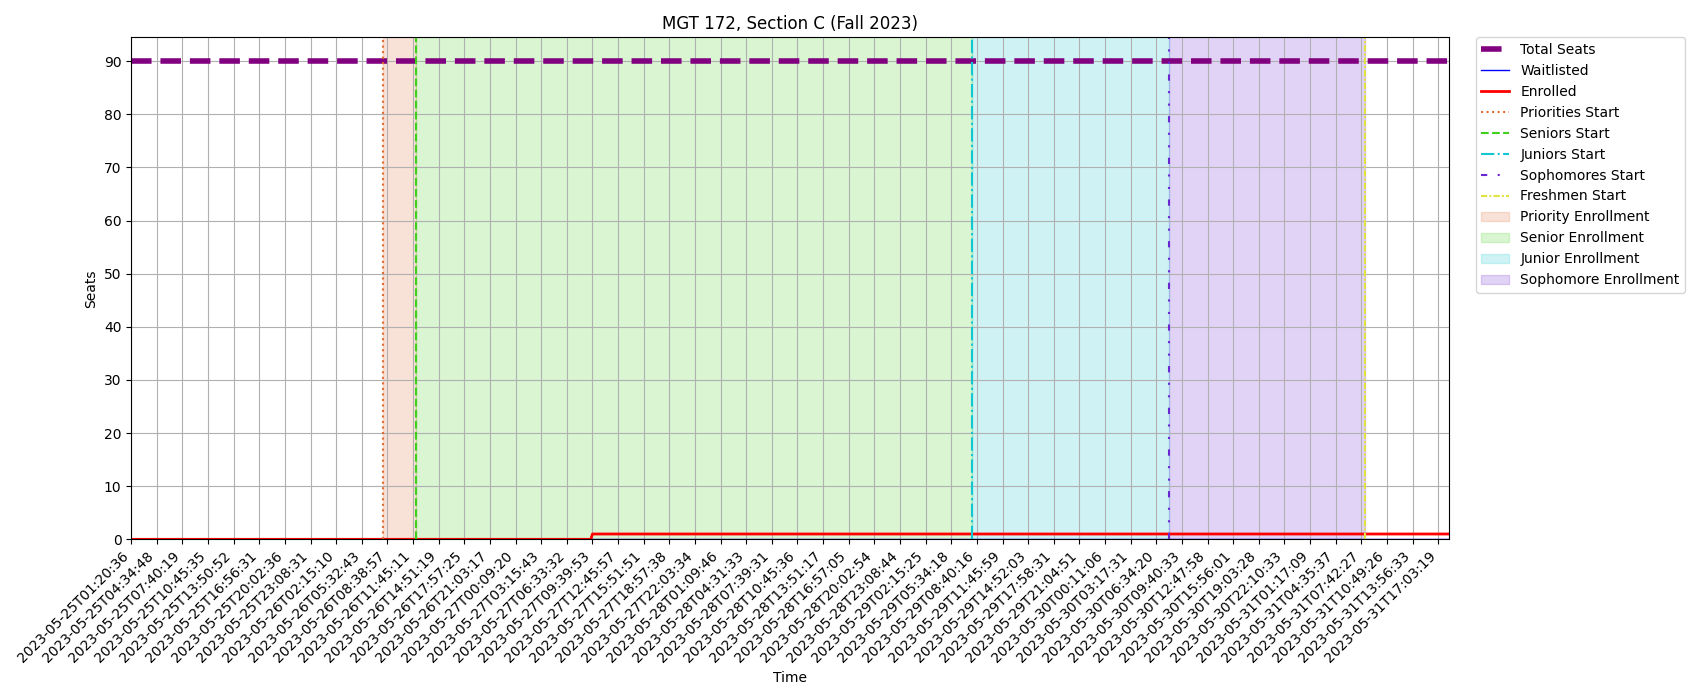 MGT 172, Section C (Fall 2023)
Seats
90
80
70
60
50
40
30
20
10
0
2023-05-25T01:20:36
2023-05-25T04:34:48
2023-05-25T07:40:19
2023-05-25T10:45:35
2023-05-25T13:50:52
2023-05-25T16:56:31
2023-05-25T20:02:36
2023-05-25T23:08:31
2023-05-26T02:15:10
2023-05-26T05:32:43
2023-05-26T08:38:57
2023-05-26T11:45:11
2023-05-26T14:51:19
2023-05-26T17:57:25
2023-05-26T21:03:17
2023-05-27T00:09:20
2023-05-27T03:15:43
2023-05-27T06:33:32
2023-05-27T09:39:53
2023-05-27T12:45:57
2023-05-27T15:51:51
2023-05-27T18:57:38
2023-05-27T22:03:34
2023-05-28T01:09:46
2023-05-28T04:31:33
2023-05-28T07:39:31
2023-05-28T10:45:36
2023-05-28T13:51:17
2023-05-28T16:57:05
2023-05-28T20:02:54
2023-05-28T23:08:44
2023-05-29T02:15:25
2023-05-29T05:34:18
2023-05-29T08:40:16
2023-05-29T11:45:59
2023-05-29T14:52:03
2023-05-29T17:58:31
2023-05-29T21:04:51
2023-05-30T00:11:06
2023-05-30T03:17:31
2023-05-30T06:34:20
2023-05-30T09:40:33
2023-05-30T12:47:58
2023-05-30T15:56:01
2023-05-30T19:03:28
2023-05-30T22:10:33
2023-05-31T01:17:09
2023-05-31T04:35:37
2023-05-31T07:42:27
2023-05-31T10:49:26
2023-05-31T13:56:33
2023-05-31T17:03:19
Time
Total Seats
Waitlisted
Enrolled
Priorities Start
Seniors Start
Juniors Start
Sophomores Start
Freshmen Start
Priority Enrollment
Senior Enrollment
Junior Enrollment
Sophomore Enrollment